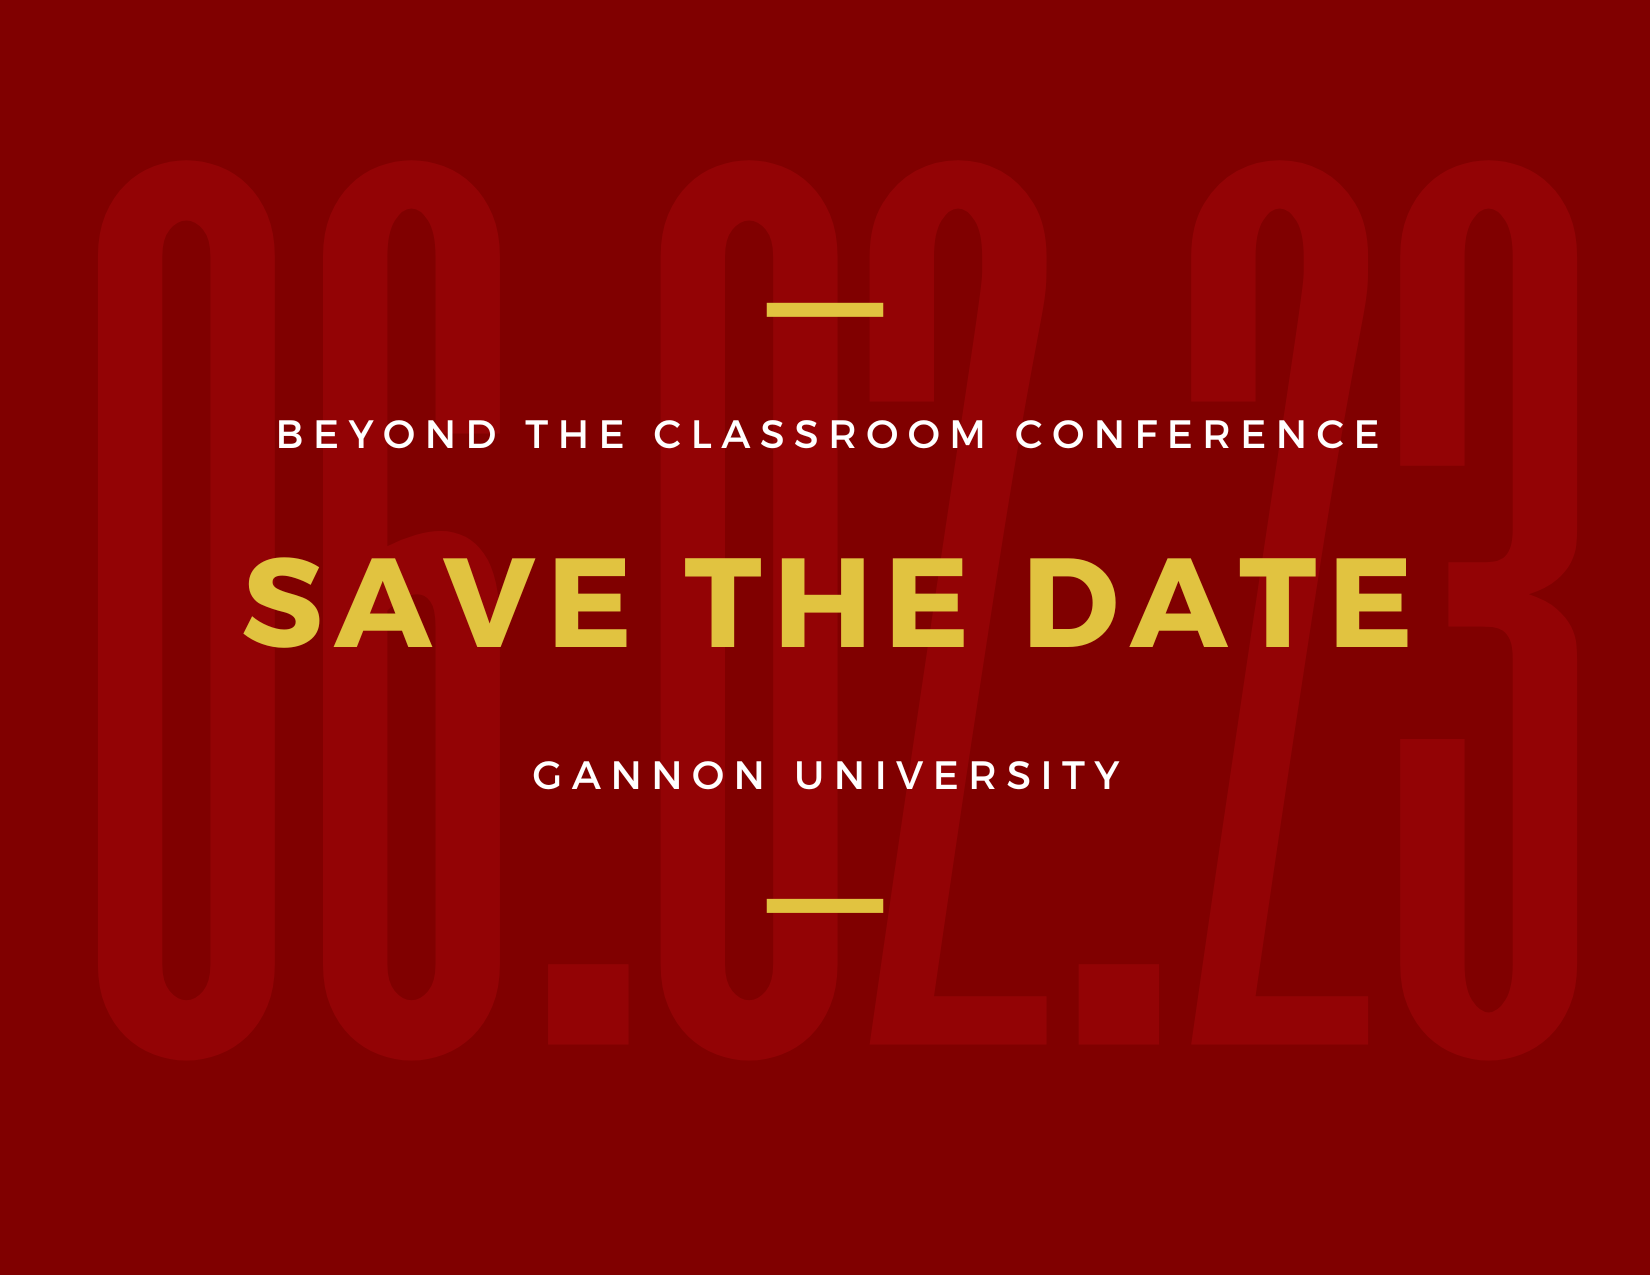 06.02.23
BEYOND THE CLASSROOM CONFERENCE
SAVE THE DATE
GANNON UNIVERSITY